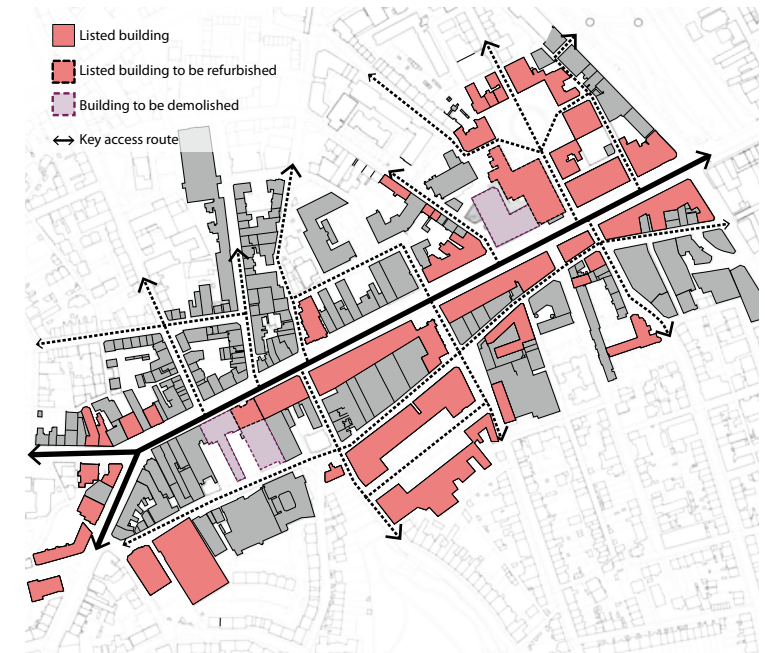 Listed building
Listed building to be refurbished
Building to be demolished
Key access route